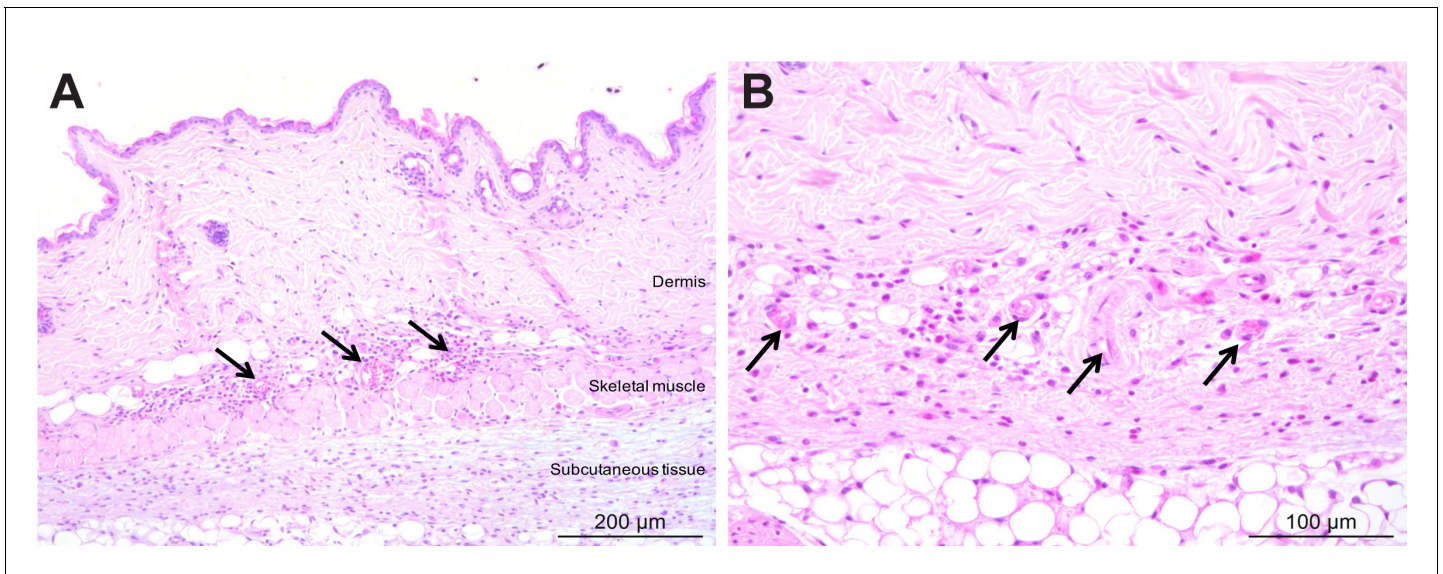 A
Dermis
Skeletal muscle
Subcutaneous tissue
200 µm
B
100 µm